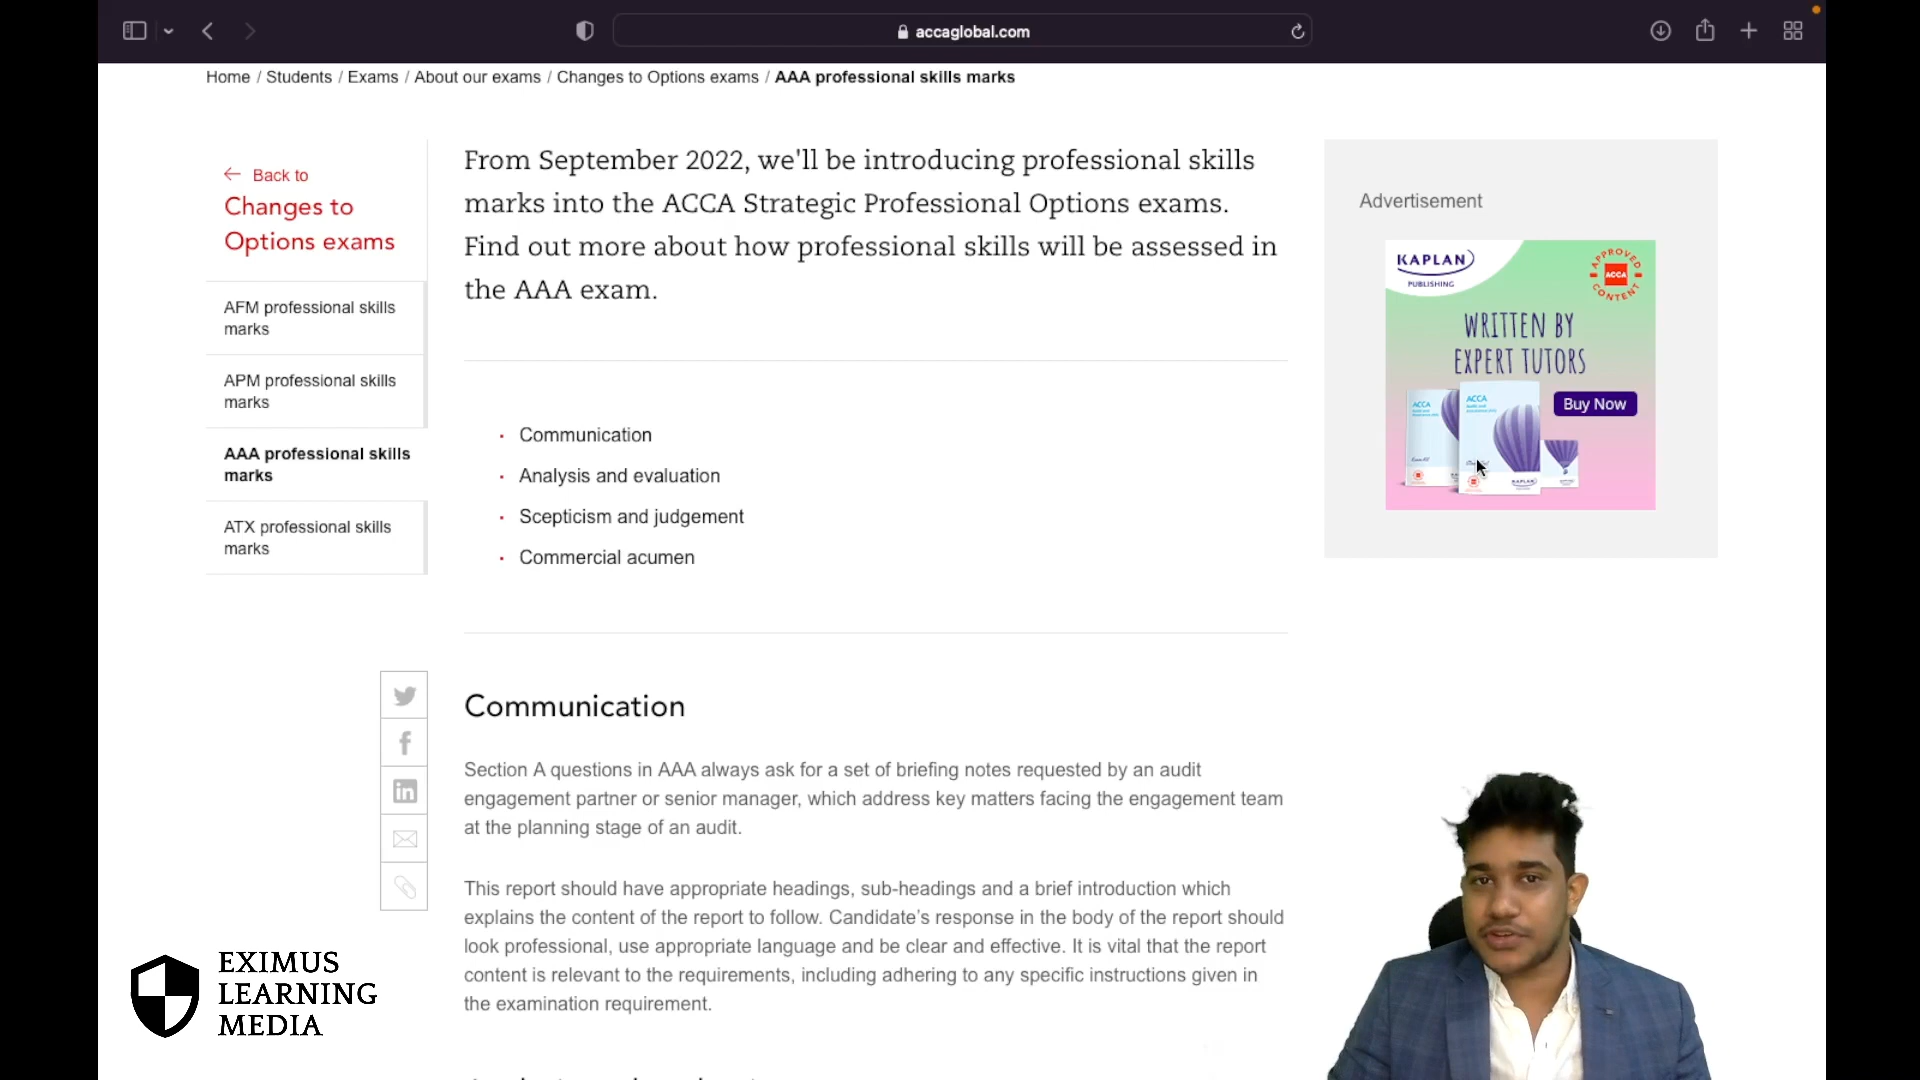 accaglobal.com
Home / Students / Exams / About our exams / Changes to Options exams / AAA professional skills marks
Back to
Changes to
Options exams
AFM professional skills
marks
APM professional skills
marks
AAA professional skills
marks
ATX professional skills
marks
From September 2022, we'll be introducing professional skills
marks into the ACCA Strategic Professional Options exams.
Find out more about how professional skills will be assessed in
the AAA exam.
Communication
Analysis and evaluation
Scepticism and judgement
Commercial acumen
Advertisement
KAPLAN
PUBLISHING
APPROVED
ACCA
CONTENT
WRITTEN BY
EXPERT TUTORS
Buy Now
ACCA
ACCA
KAPLAN
Communication
Section A questions in AAA always ask for a set of briefing notes requested by an audit
engagement partner or senior manager, which address key matters facing the engagement team
at the planning stage of an audit.
This report should have appropriate headings, sub-headings and a brief introduction which
explains the content of the report to follow. Candidate's response in the body of the report should
look professional, use appropriate language and be clear and effective. It is vital that the report
content is relevant to the requirements, including adhering to any specific instructions given in
the examination requirement.
EXIMUS
LEARNING
MEDIA